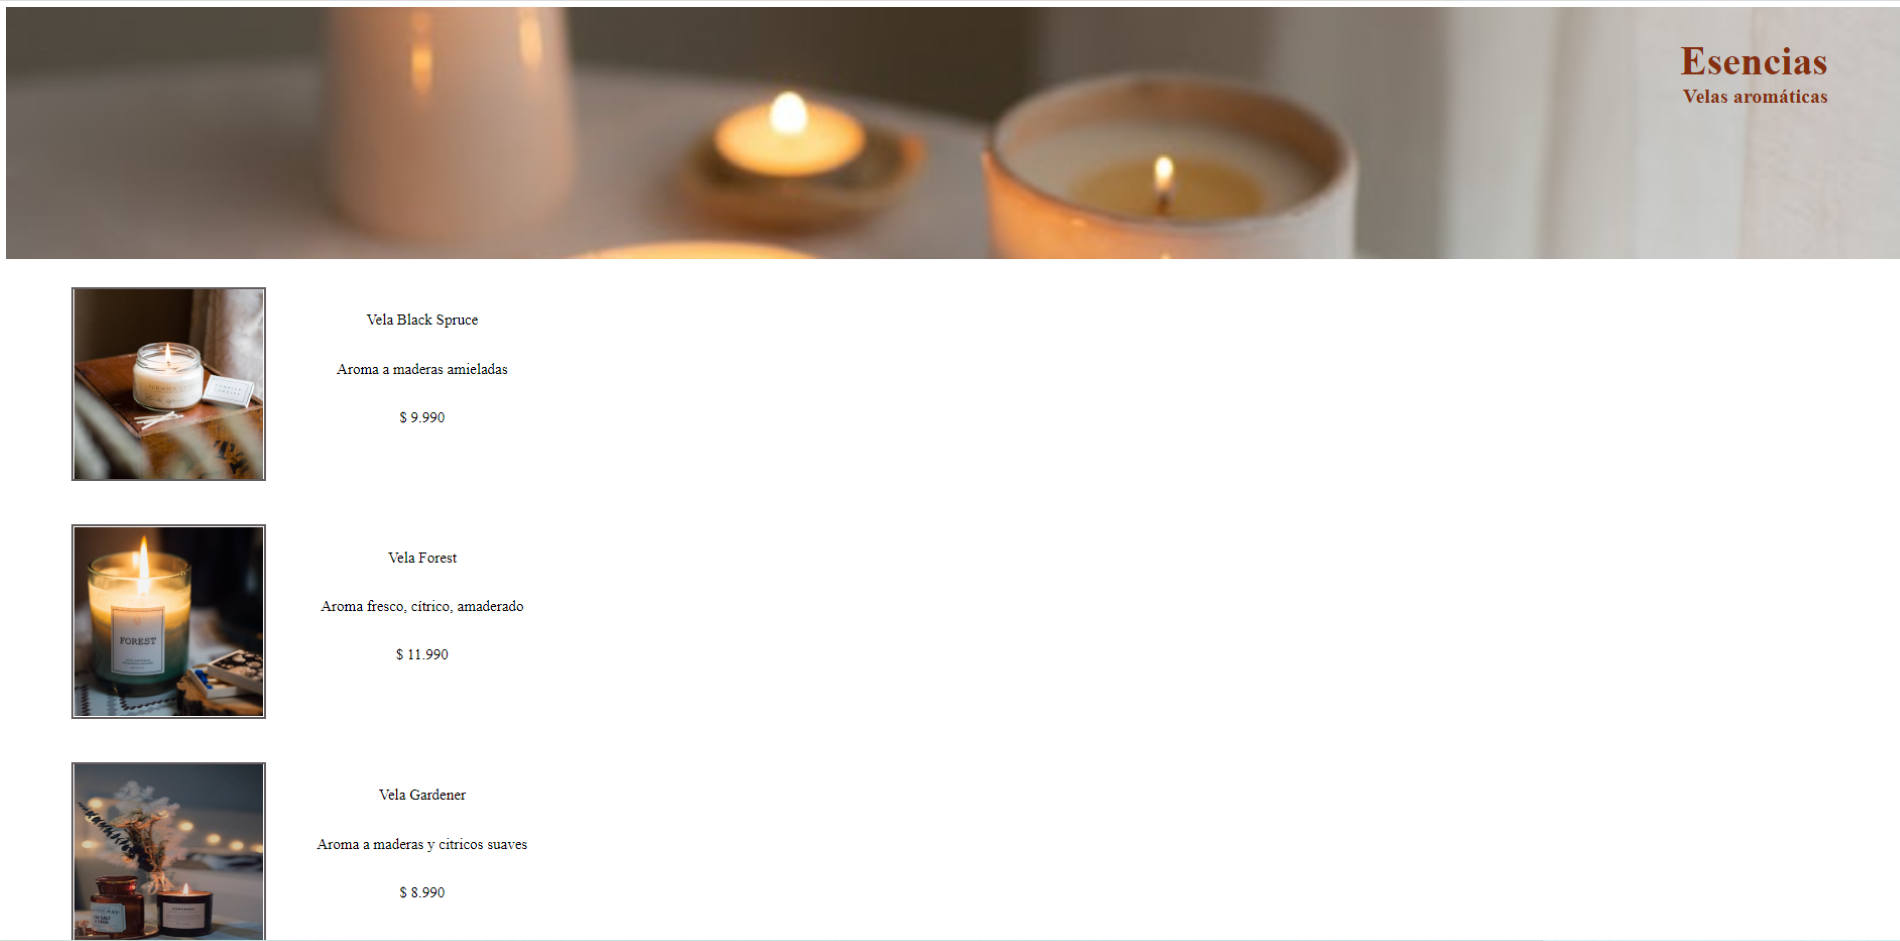 Esencias
Velas aromáticas
Vela Black Spruce
Aroma a maderas amieladas
$ 9.990
Vela Forest
Aroma fresco, cítrico, amaderado
$ 11.990
FOREST
Vela Gardener
Aroma a maderas y citricos suaves
$ 8.990